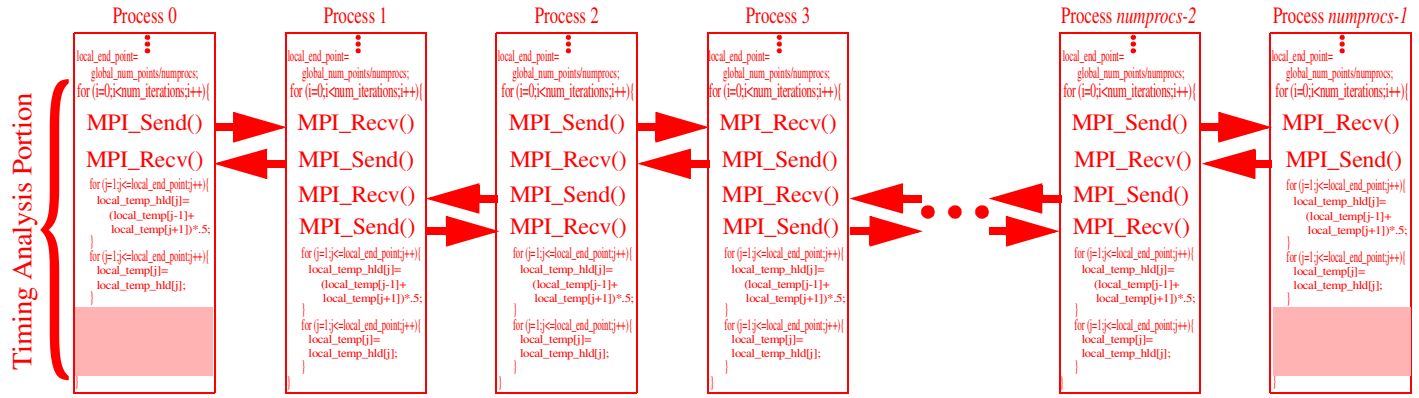 Timing Analysis Portion
Process 0
local_end_point=
global_num_points/numprocs;
for (i=0;i<num_iterations;i++){
MPI_Send()
MPI_Recv()
for (j=1;j<=local_end_point;j++){
local_temp_hld[j]=
(local_temp[j-1]+
local_temp[j+1])*.5;
}
for (j=1;j<=local_end_point;j++){
local_temp[j]=
local_temp_hld[j];
}
}
Process 1
local_end_point=
global_num_points/numprocs;
for (i=0;i<num_iterations;i++){
MPI_Recv()
MPI_Send()
MPI_Recv()
MPI_Send()
for (j=1;j<=local_end_point;j++){
local_temp_hld[j]=
(local_temp[j-1]+
local_temp[j+1])*.5;
}
for (j=1;j<=local_end_point;j++){
local_temp[j]=
local_temp_hld[j];
}
}
Process 2
local_end_point=
global_num_points/numprocs;
for (i=0;i<num_iterations;i++){
MPI_Send()
MPI_Recv()
MPI_Send()
MPI_Recv()
for (j=1;j<=local_end_point;j++){
local_temp_hld[j]=
(local_temp[j-1]+
local_temp[j+1])*.5;
}
for (j=1;j<=local_end_point;j++){
local_temp[j]=
local_temp_hld[j];
}
}
Process 3
local_end_point=
global_num_points/numprocs;
for (i=0;i<num_iterations;i++){
MPI_Recv()
MPI_Send()
MPI_Recv()
MPI_Send()
for (j=1;j<=local_end_point;j++){
local_temp_hld[j]=
(local_temp[j-1]+
local_temp[j+1])*.5;
}
for (j=1;j<=local_end_point;j++){
local_temp[j]=
local_temp_hld[j];
}
}
Process numprocs-2
local_end_point=
global_num_points/numprocs;
for (i=0;i<num_iterations;i++){
MPI_Send()
MPI_Recv()
MPI_Send()
MPI_Recv()
for (j=1;j<=local_end_point;j++){
local_temp_hld[j]=
(local_temp[j-1]+
local_temp[j+1])*.5;
}
for (j=1;j<=local_end_point;j++){
local_temp[j]=
local_temp_hld[j];
}
}
Process numprocs-1
local_end_point=
global_num_points/numprocs;
for (i=0;i<num_iterations;i++){
MPI_Recv()
MPI_Send()
for (j=1;j<=local_end_point;j++){
local_temp_hld[j]=
(local_temp[j-1]+
local_temp[j+1])*.5;
}
for (j=1;j<=local_end_point;j++){
local_temp[j]=
local_temp_hld[j];
}
}